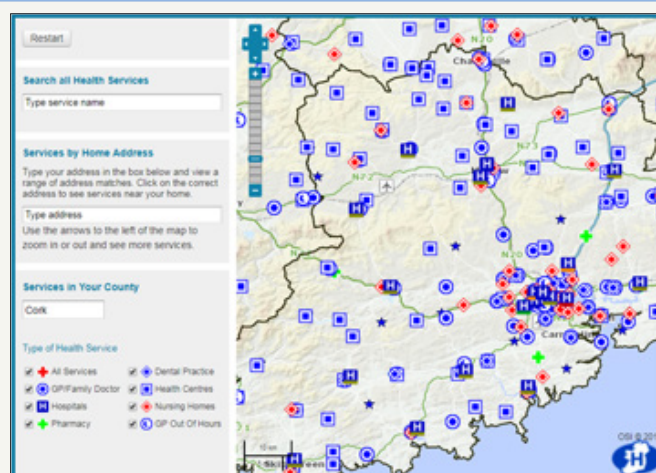 Restart
Search all Health Services
Type service name
Services by Home Address
Type your address in the box below and view a
range of address matches. Click on the correct
address to see services near your home.
Type address
Use the arrows to the left of the map to
zoom in or out and see more services.
Services in Your County
Cork
Type of Health Service
All Services
Dental Practice
GP/Family Doctor
Health Centres
Hospitals
Nursing Homes
Pharmacy
GP Out Of Hours
N20
N73
N72
N20
10 km